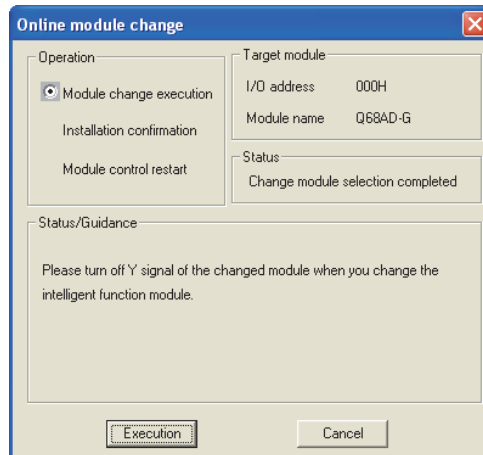 Online module change
Operation
Module change execution
Installation confirmation
Module control restart
Target module
I/O address 000H
Module name Q68AD-G
Status
Change module selection completed
Status/Guidance
Please turn off Y signal of the changed module when you change the
intelligent function module.
Execution Cancel